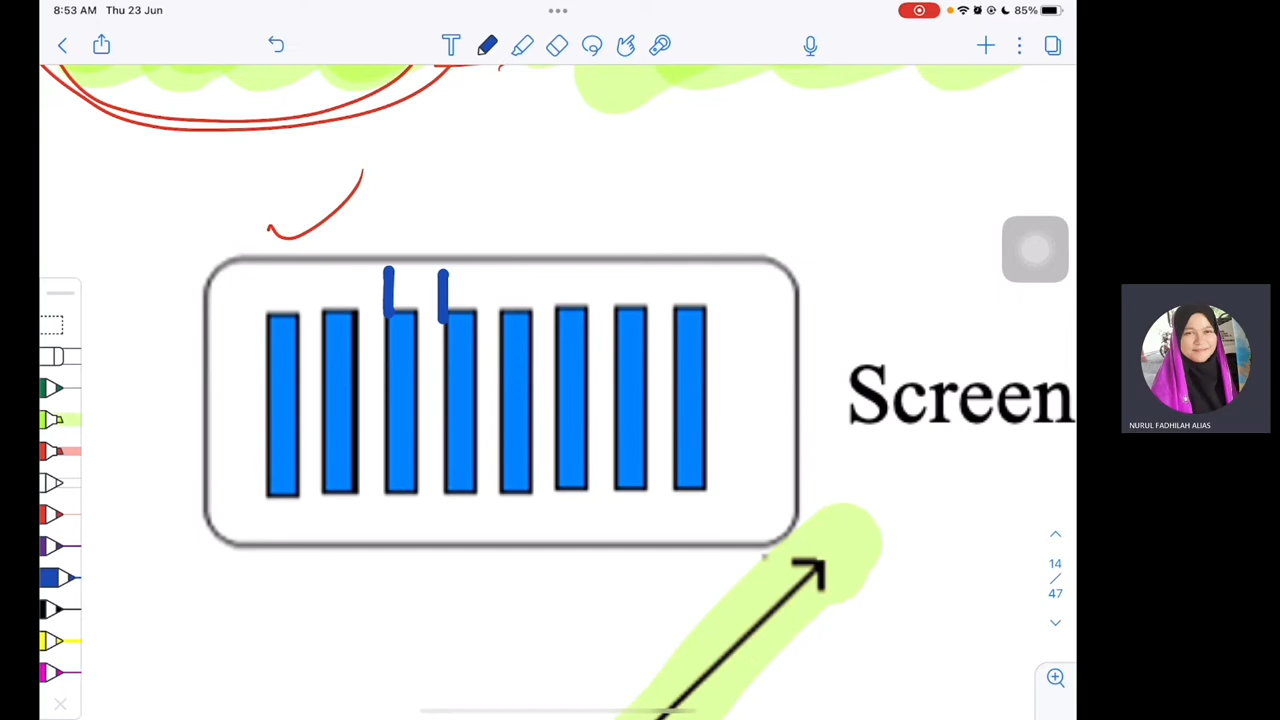 8:53 AM Thu 23 Jun
85%
T
Screen
NURUL FADHILAH ALIAS
14
/
47